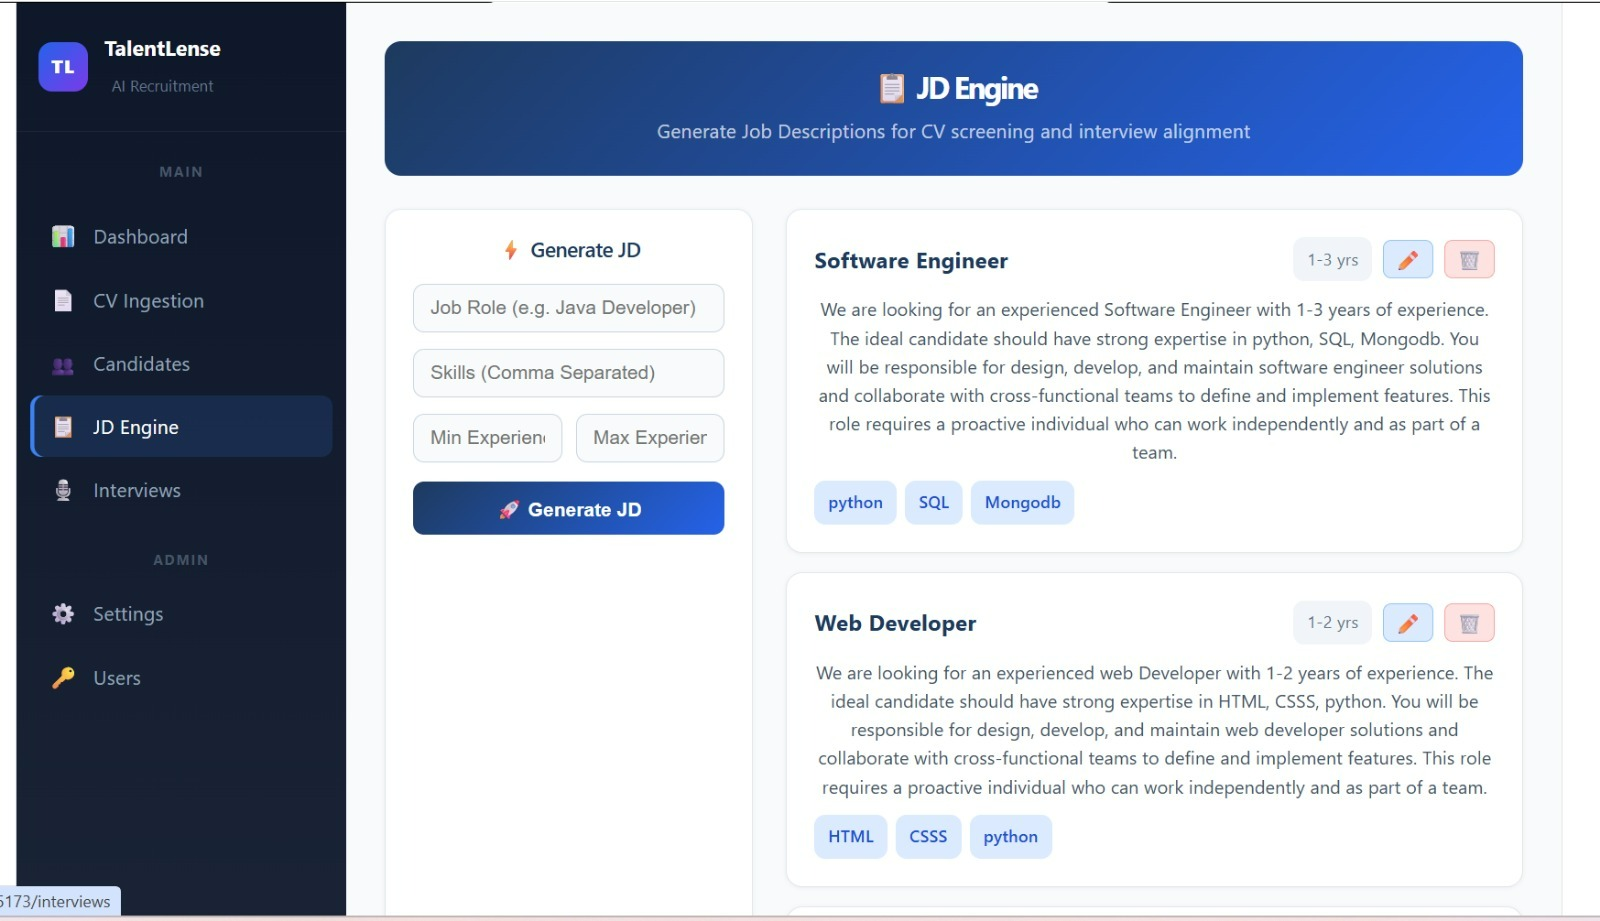 TL
TalentLense
AI Recruitment
MAIN
Dashboard
CV Ingestion
Candidates
JD Engine
Interviews
ADMIN
Settings
Users
5173/interviews
JD Engine
Generate Job Descriptions for CV screening and interview alignment
Generate JD
Job Role (e.g. Java Developer)
Skills (Comma Separated)
Min Experien
Max Experier
Generate JD
Software Engineer
1-3 yrs
We are looking for an experienced Software Engineer with 1-3 years of experience.
The ideal candidate should have strong expertise in python, SQL, Mongodb. You
will be responsible for design, develop, and maintain software engineer solutions
and collaborate with cross-functional teams to define and implement features. This
role requires a proactive individual who can work independently and as part of a
team.
python
SQL
Mongodb
Web Developer
1-2 yrs
We are looking for an experienced web Developer with 1-2 years of experience. The
ideal candidate should have strong expertise in HTML, CSSS, python. You will be
responsible for design, develop, and maintain web developer solutions and
collaborate with cross-functional teams to define and implement features. This role
requires a proactive individual who can work independently and as part of a team.
HTML
CSSS
python